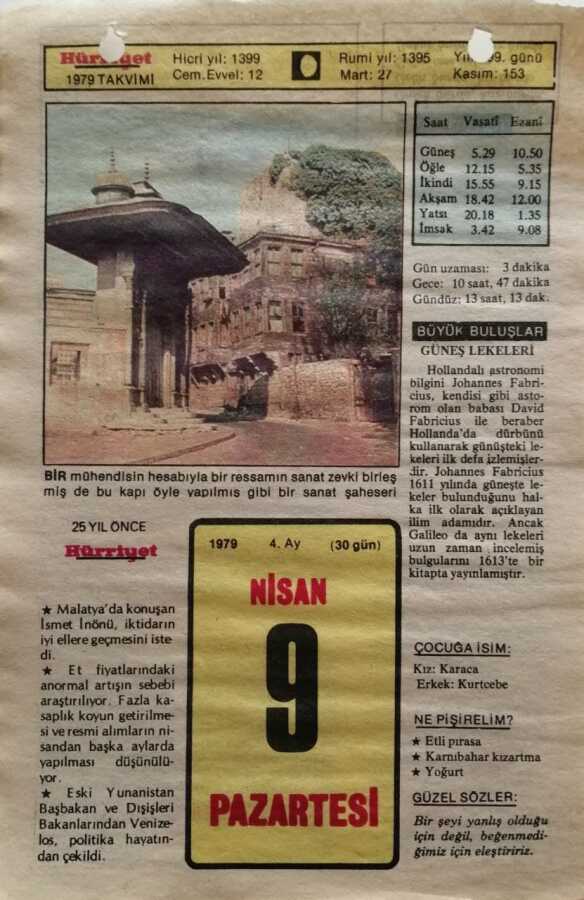 Hürriyet
1979 TAKVİMİ
Hicri yıl: 1399
Cem. Evvel: 12
Rumi yıl: 1395
Mart: 27
99. günü
Kasım: 153
Saat Vasatî Ezanî
Güneş 5.29 10.50
Öğle 12.15 5.35
İkindi 15.55 9.15
Akşam 18.42 12.00
Yatsı 20.18 1.35
İmsak 3.42 9.08
Gün uzaması: 3 dakika
Gece: 10 saat, 47 dakika
Gündüz: 13 saat, 13 dak.
BÜYÜK BULUŞLAR
GÜNEŞ LEKELERİ
Hollandalı astronomi
bilgini Johannes Fabri-
cius, kendisi gibi asto-
rom olan babası David
Fabricius ile beraber
Hollanda'da dürbünü
kullanarak günüşteki le-
keleri ilk defa izlemişler-
dir. Johannes Fabricius
1611 yılında güneşte le-
keler bulunduğunu hal-
ka ilk olarak açıklayan
ilim adamıdır. Ancak
Galileo da aynı lekeleri
uzun zaman incelemiş
bulgularını 1613'te bir
kitapta yayınlamıştır.
BİR mühendisin hesabıyla bir ressamın sanat zevki birleş
miş de bu kapı öyle yapılmış gibi bir sanat şaheseri
25 YIL ÖNCE
Hürriyet
★ Malatya'da konuşan
İsmet İnönü, iktidarın
iyi ellere geçmesini iste
di.
★ Et fiyatlarındaki
anormal artışın sebebi
araştırılıyor. Fazla ka-
saplık koyun getirilme-
si ve resmi alımların ni-
sandan başka aylarda
yapılması düşünülü-
yor.
★ Eski Yunanistan
Başbakan ve Dışişleri
Bakanlarından Venize-
los, politika hayatın-
dan çekildi.
1979 4. Ay (30 gün)
NİSAN
9
PAZARTESİ
ÇOCUĞA İSİM:
Kız: Karaca
Erkek: Kurtcebe
NE PİŞİRELİM?
★ Etli pırasa
★ Karnıbahar kızartma
★ Yoğurt
GÜZEL SÖZLER:
Bir şeyi yanlış olduğu
için değil, beğenmedi-
ğimiz için eleştiririz.